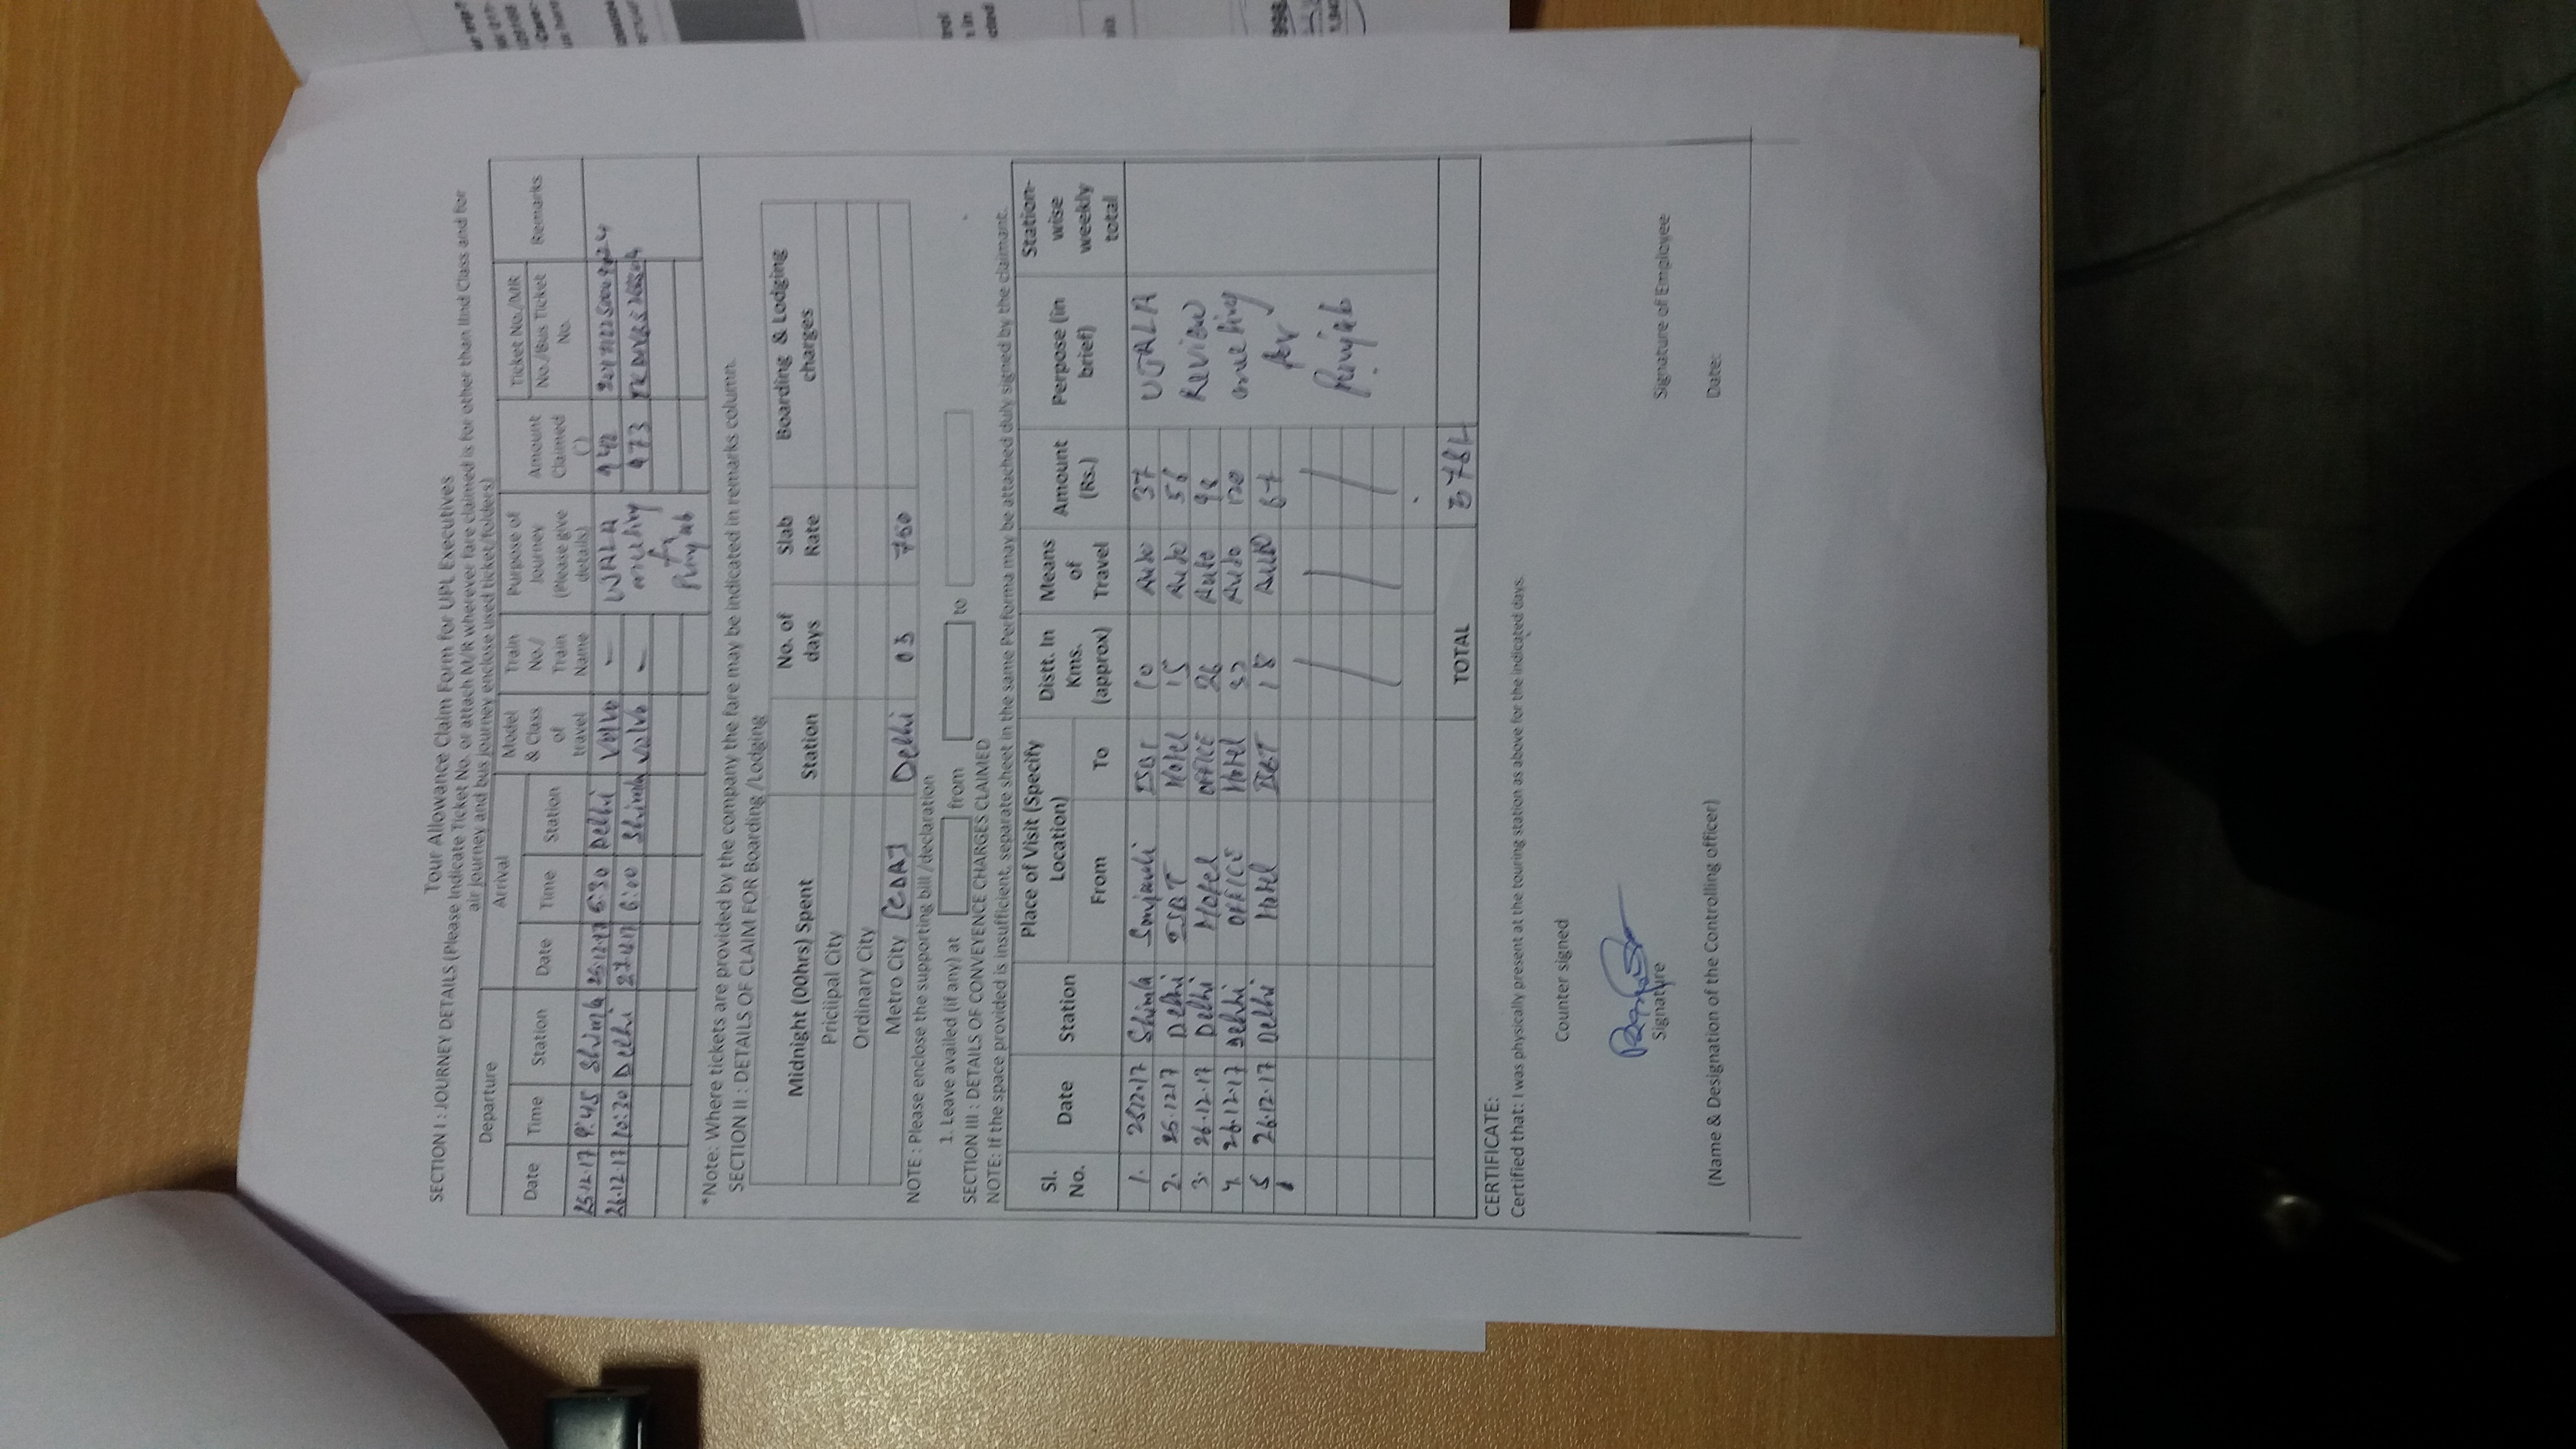 Tour Allowance Claim Form for UPL Executives
SECTION I : JOURNEY DETAILS (Please Indicate Ticket No. or attach M/R wherever fare claimed is for other than IInd Class and for
air journey and bus journey enclose used ticket/folders)
Departure Arrival Model & Class of travel Train No./ Train Name Purpose of Journey (Please give details) Amount Claimed () Ticket No./MR No./Bus Ticket No. Remarks
Date Time Station Date Time Station
25.12.17 9:45 Shimla 25.12.17 5:30 Delhi Volvo – UJALA 942
26.12.17 10:30 Delhi 6:00 Shimla Volvo – meeting 973
for
Punjab
*Note: Where tickets are provided by the company the fare may be indicated in remarks column.
SECTION II : DETAILS OF CLAIM FOR Boarding /Lodging
Midnight (00hrs) Spent Station No. of days Slab Rate Boarding & Lodging charges
Priciipal City
Ordinary City
Metro City Delhi 03 750
NOTE : Please enclose the supporting bill /declaration
1. Leave availed (if any) at from to
SECTION III : DETAILS OF CONVEYENCE CHARGES CLAIMED
NOTE: If the space provided is insufficient, separate sheet in the same Performa may be attached duly signed by the claimant.
Sl. No. Date Station Place of Visit (Specify Location) Distt. In Kms. (approx) Means of Travel Amount (Rs.) Perpose (in brief) Station-wise weekly total
From To
1. 25.12.17 Shimla Sanjauli ISBT 10 Auto 37 UJALA
2. 25.12.17 Delhi ISBT Hotel 15 Auto 56
3. 26.12.17 Delhi Hotel OFFICE 26 Auto 98 Review
4. 26.12.17 Delhi OFFICE Hotel 32 Auto 120 meeting
5 26.12.17 Delhi Hotel ISBT 18 Auto 67 for
Punjab
TOTAL
CERTIFICATE:
Certified that: I was physically present at the touring station as above for the indicated days.
Counter signed
Signature Signature of Employee
(Name & Designation of the Controlling officer) Date: